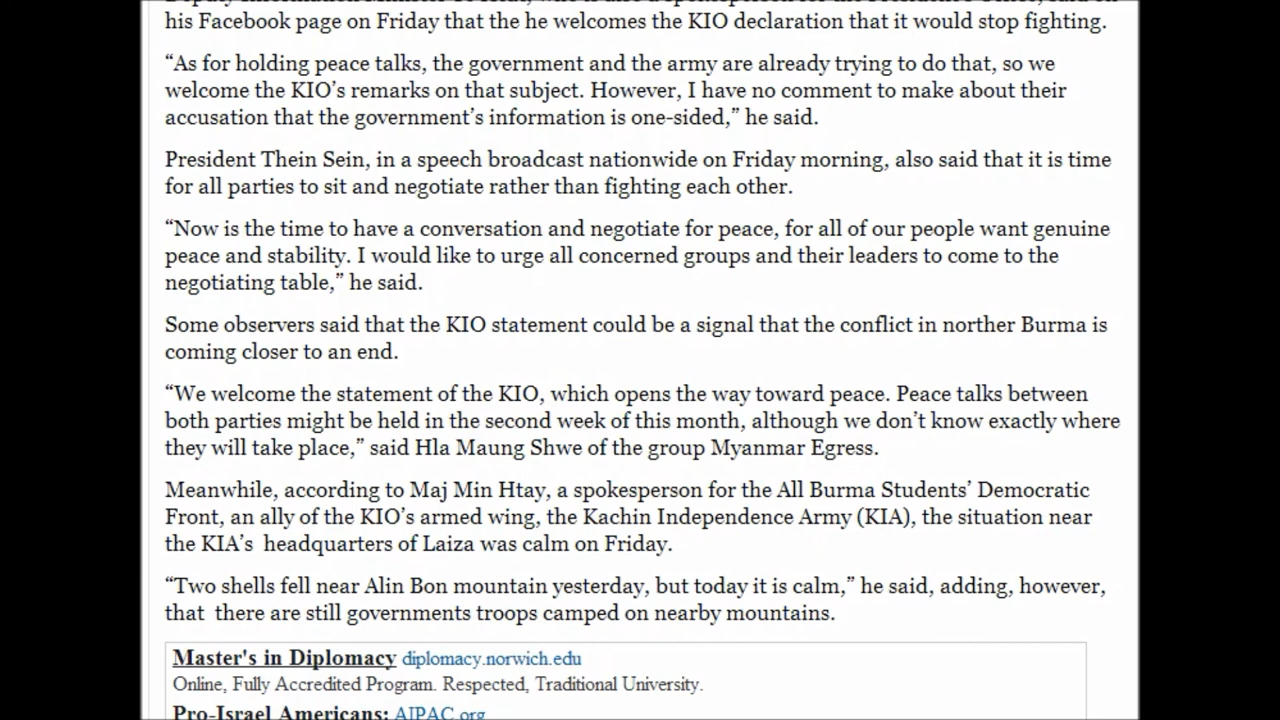 his Facebook page on Friday that the he welcomes the KIO declaration that it would stop fighting.
“As for holding peace talks, the government and the army are already trying to do that, so we
welcome the KIO’s remarks on that subject. However, I have no comment to make about their
accusation that the government’s information is one-sided,” he said.
President Thein Sein, in a speech broadcast nationwide on Friday morning, also said that it is time
for all parties to sit and negotiate rather than fighting each other.
“Now is the time to have a conversation and negotiate for peace, for all of our people want genuine
peace and stability. I would like to urge all concerned groups and their leaders to come to the
negotiating table,” he said.
Some observers said that the KIO statement could be a signal that the conflict in norther Burma is
coming closer to an end.
“We welcome the statement of the KIO, which opens the way toward peace. Peace talks between
both parties might be held in the second week of this month, although we don’t know exactly where
they will take place,” said Hla Maung Shwe of the group Myanmar Egress.
Meanwhile, according to Maj Min Htay, a spokesperson for the All Burma Students’ Democratic
Front, an ally of the KIO’s armed wing, the Kachin Independence Army (KIA), the situation near
the KIA’s  headquarters of Laiza was calm on Friday.
“Two shells fell near Alin Bon mountain yesterday, but today it is calm,” he said, adding, however,
that  there are still governments troops camped on nearby mountains.
Master's in Diplomacy diplomacy.norwich.edu
Online, Fully Accredited Program. Respected, Traditional University.
Pro-Israel Americans: AIPAC.org